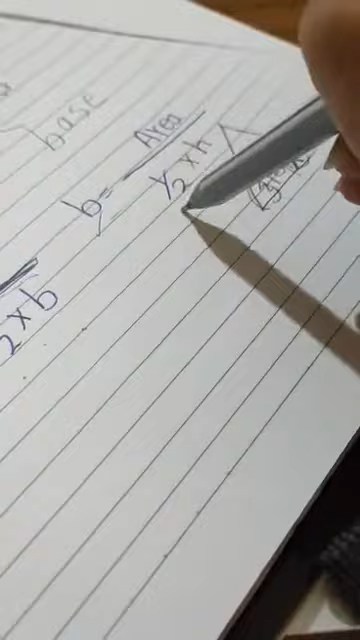 base
b = Area
½ × h
2 × b